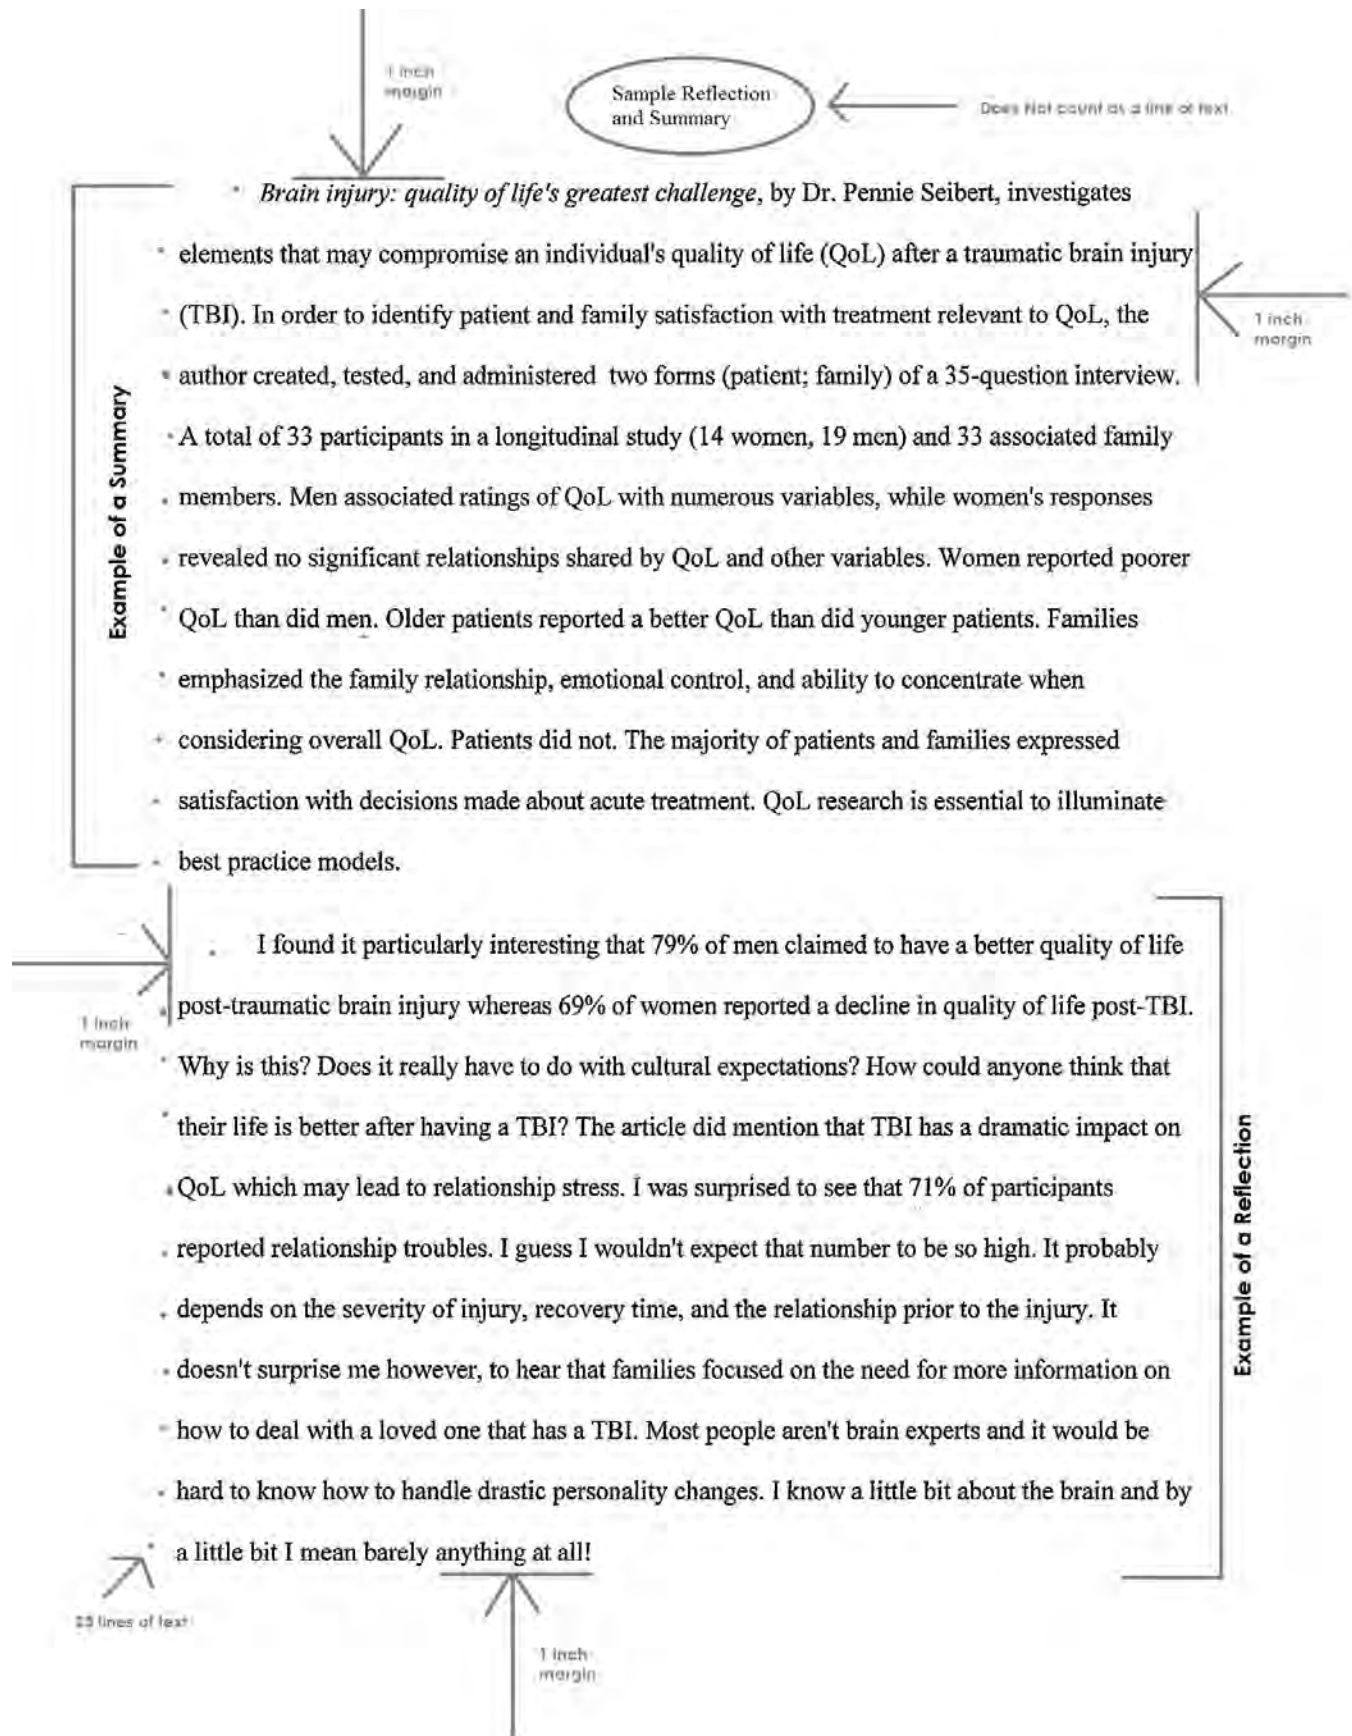 1 inch
margin
Sample Reflection
and Summary
Does Not count as a line of text
Brain injury: quality of life's greatest challenge, by Dr. Pennie Seibert, investigates
elements that may compromise an individual's quality of life (QoL) after a traumatic brain injury
(TBI). In order to identify patient and family satisfaction with treatment relevant to QoL, the
author created, tested, and administered two forms (patient; family) of a 35-question interview.
A total of 33 participants in a longitudinal study (14 women, 19 men) and 33 associated family
members. Men associated ratings of QoL with numerous variables, while women's responses
revealed no significant relationships shared by QoL and other variables. Women reported poorer
QoL than did men. Older patients reported a better QoL than did younger patients. Families
emphasized the family relationship, emotional control, and ability to concentrate when
considering overall QoL. Patients did not. The majority of patients and families expressed
satisfaction with decisions made about acute treatment. QoL research is essential to illuminate
best practice models.
1 inch
margin
Example of a Summary
I found it particularly interesting that 79% of men claimed to have a better quality of life
post-traumatic brain injury whereas 69% of women reported a decline in quality of life post-TBI.
Why is this? Does it really have to do with cultural expectations? How could anyone think that
their life is better after having a TBI? The article did mention that TBI has a dramatic impact on
QoL which may lead to relationship stress. I was surprised to see that 71% of participants
reported relationship troubles. I guess I wouldn't expect that number to be so high. It probably
depends on the severity of injury, recovery time, and the relationship prior to the injury. It
doesn't surprise me however, to hear that families focused on the need for more information on
how to deal with a loved one that has a TBI. Most people aren't brain experts and it would be
hard to know how to handle drastic personality changes. I know a little bit about the brain and by
a little bit I mean barely anything at all!
1 inch
margin
Example of a Reflection
23 lines of text
1 inch
margin